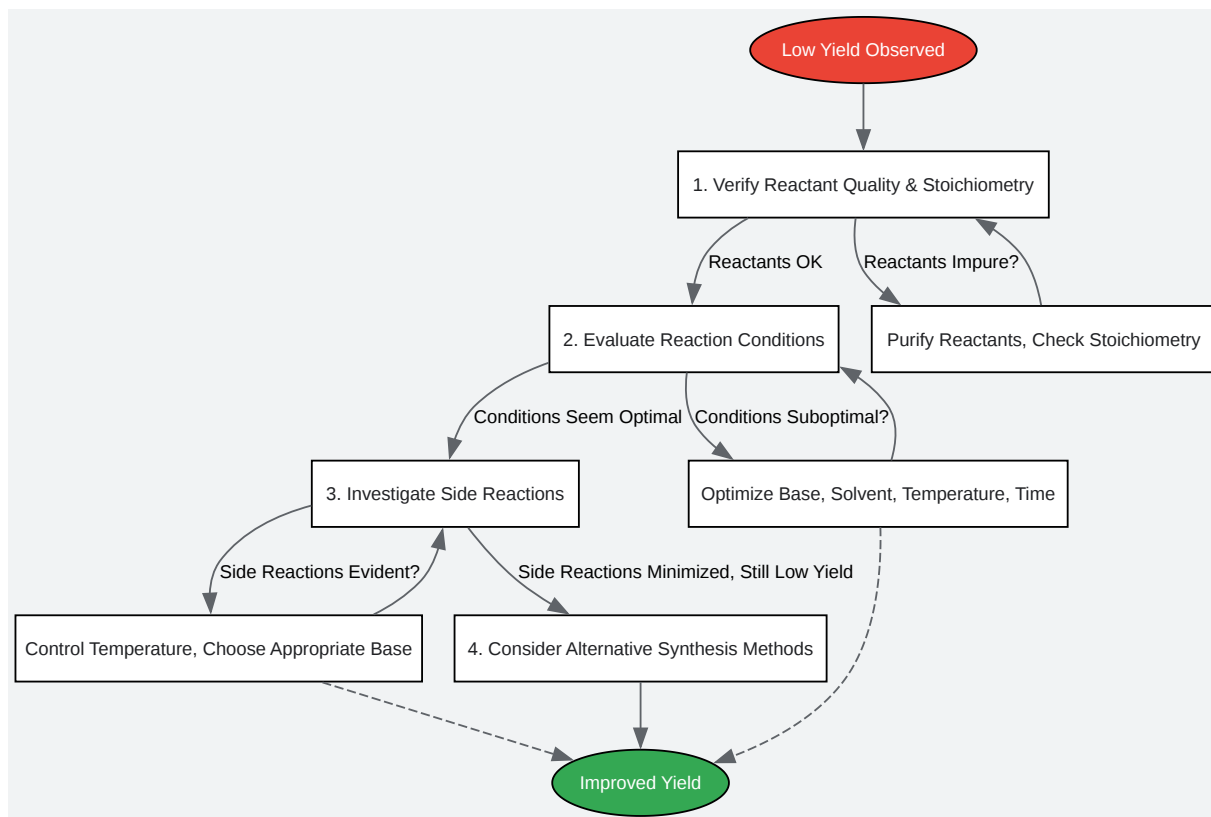 Low Yield Observed
1. Verify Reactant Quality & Stoichiometry
Reactants OK
Reactants Impure?
2. Evaluate Reaction Conditions
Purify Reactants, Check Stoichiometry
Conditions Seem Optimal
Conditions Suboptimal?
3. Investigate Side Reactions
Optimize Base, Solvent, Temperature, Time
Side Reactions Evident?
Side Reactions Minimized, Still Low Yield
Control Temperature, Choose Appropriate Base
4. Consider Alternative Synthesis Methods
Improved Yield